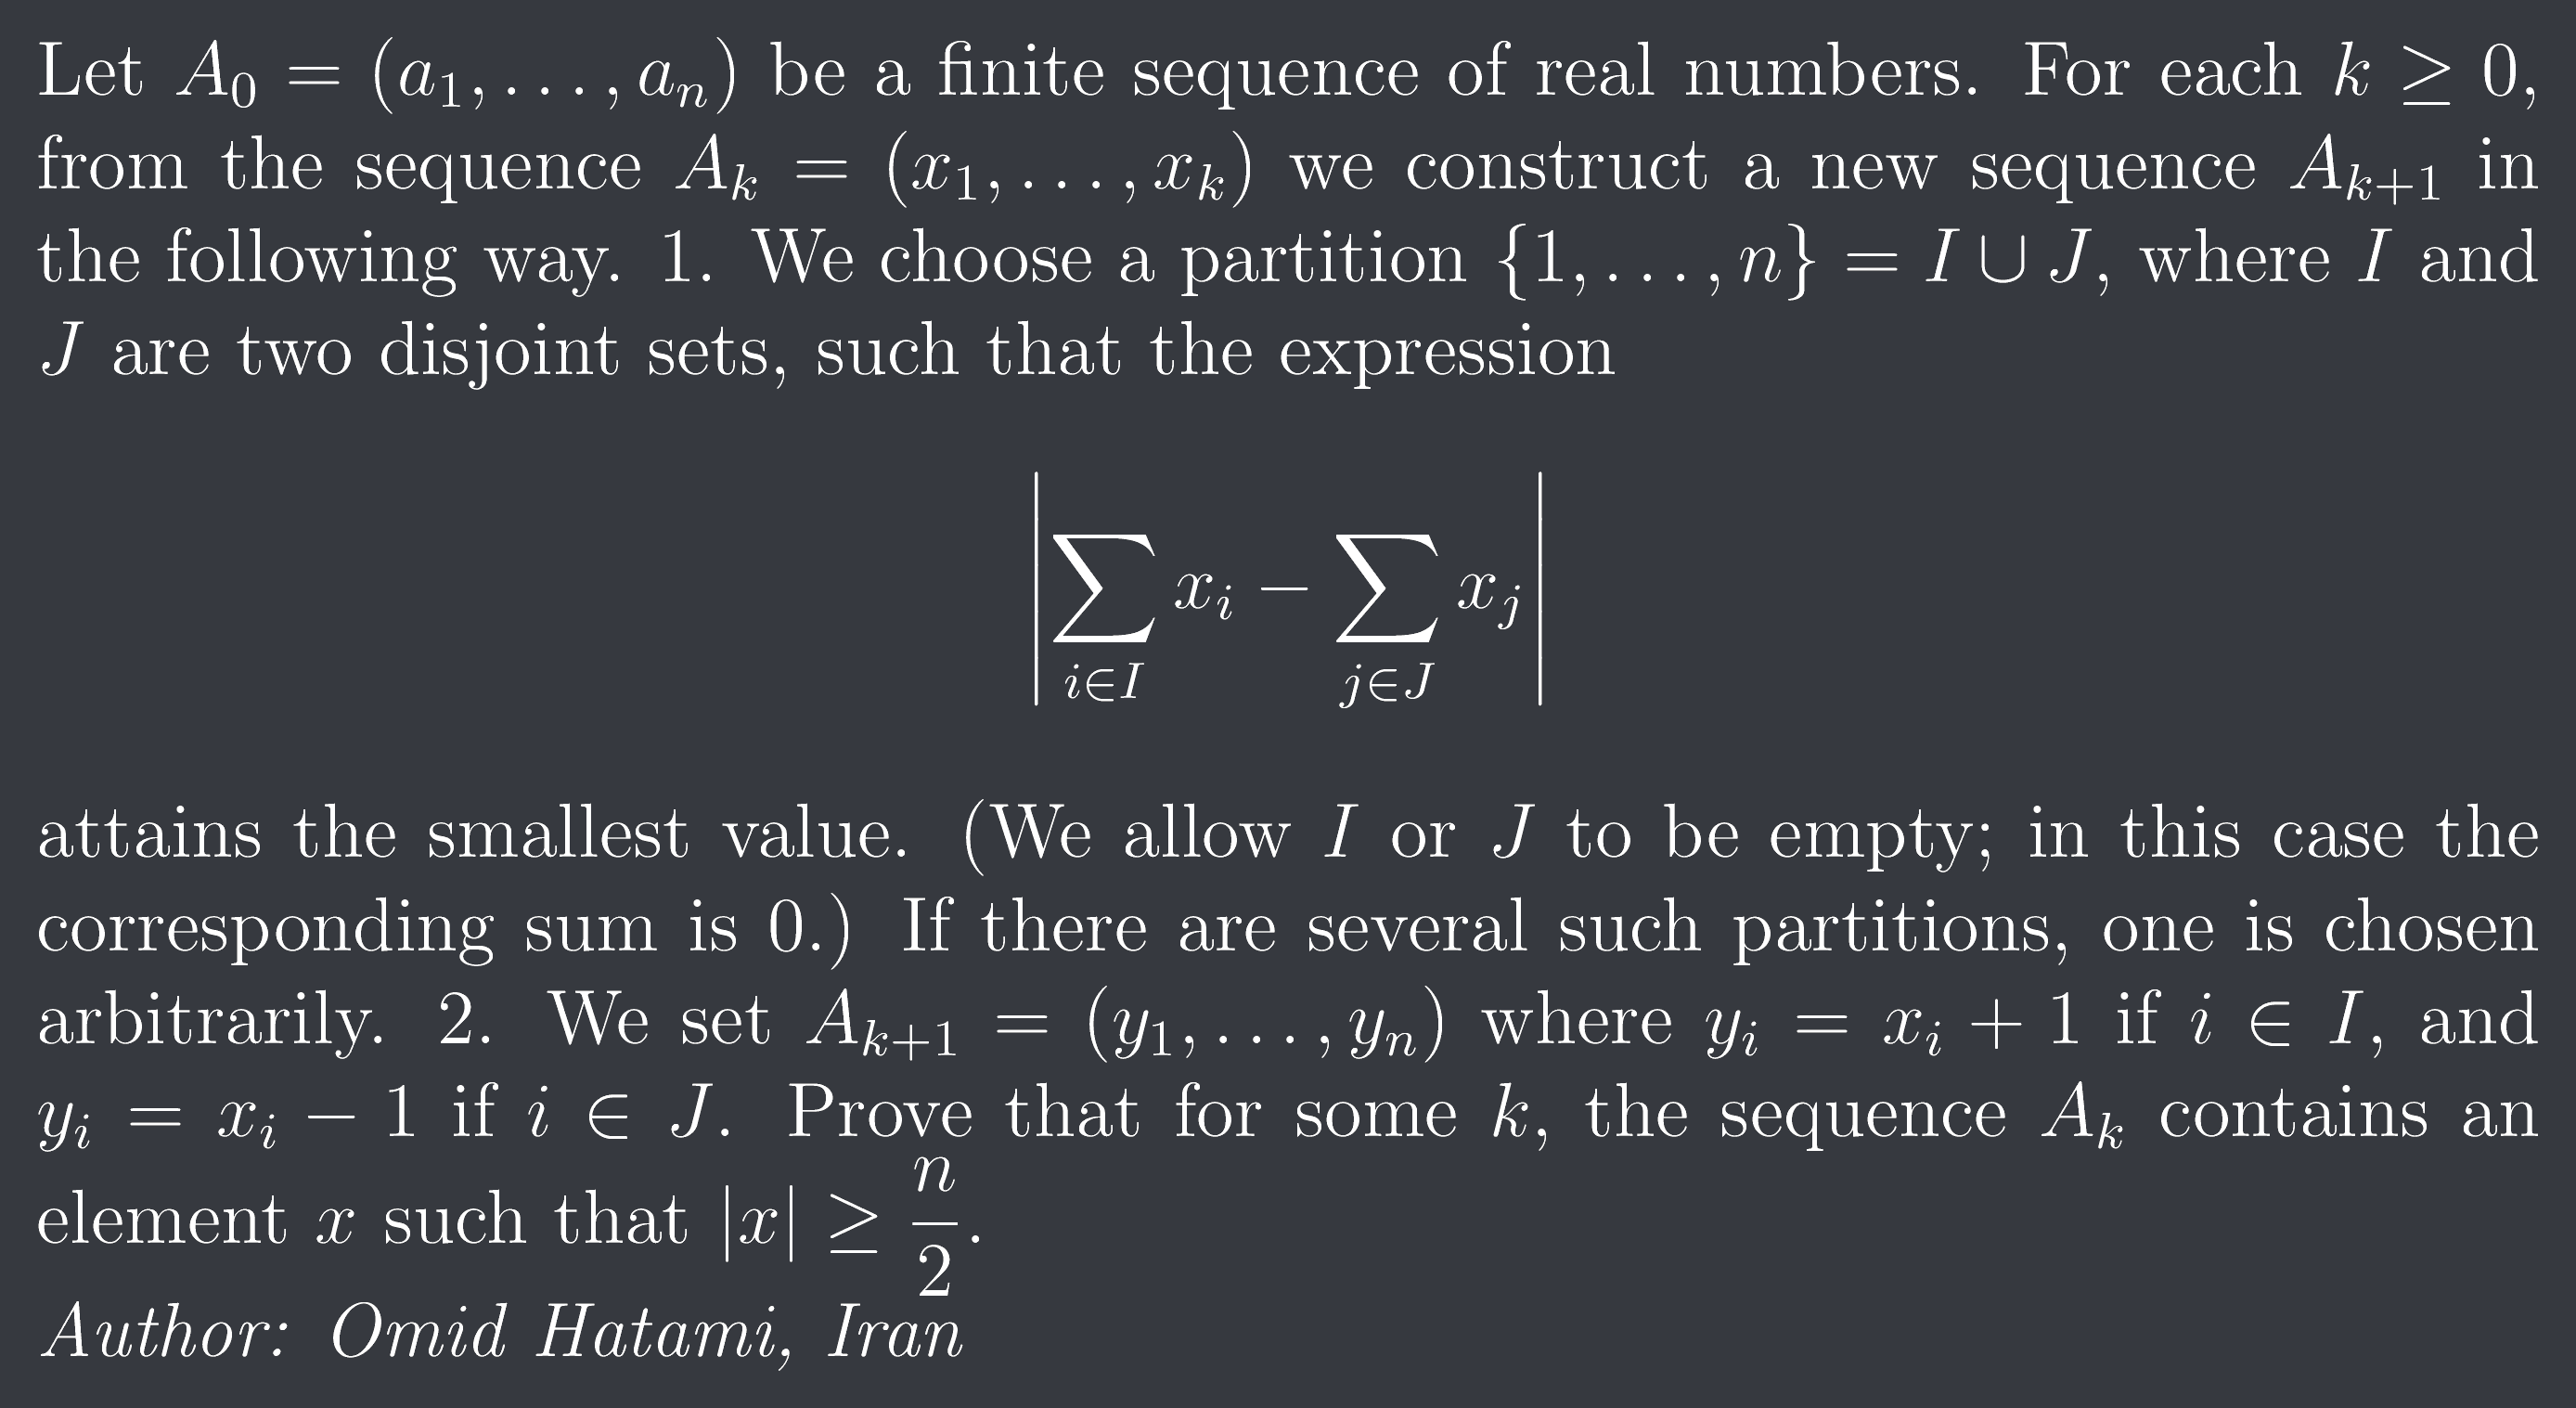 Let $A_0 = (a_1, \ldots, a_n)$ be a finite sequence of real numbers. For each $k \geq 0$,
from the sequence $A_k = (x_1, \ldots, x_k)$ we construct a new sequence $A_{k+1}$ in
the following way. 1. We choose a partition $\{1, \ldots, n\} = I \cup J$, where $I$ and
$J$ are two disjoint sets, such that the expression
$$\left| \sum_{i \in I} x_i - \sum_{j \in J} x_j \right|$$
attains the smallest value. (We allow $I$ or $J$ to be empty; in this case the
corresponding sum is 0.) If there are several such partitions, one is chosen
arbitrarily. 2. We set $A_{k+1} = (y_1, \ldots, y_n)$ where $y_i = x_i + 1$ if $i \in I$, and
$y_i = x_i - 1$ if $i \in J$. Prove that for some $k$, the sequence $A_k$ contains an
element $x$ such that $|x| \geq \dfrac{n}{2}$.
Author: Omid Hatami, Iran